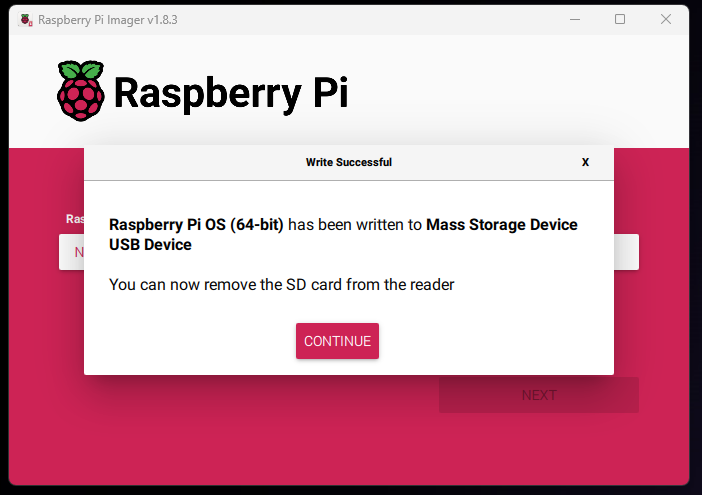 Raspberry Pi Imager v1.8.3
Raspberry Pi
Write Successful X
Ras
Raspberry Pi OS (64-bit) has been written to Mass Storage Device
USB Device
N
You can now remove the SD card from the reader
CONTINUE
NEXT